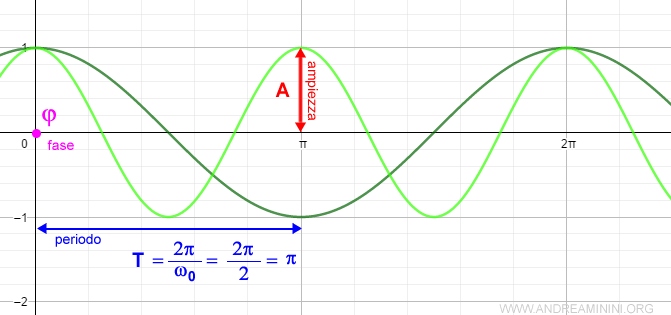 1
φ
fase
A
ampiezza
0
π
2π
−1
periodo
T = 2π/ω₀ = 2π/2 = π
−2
WWW.ANDREAMININI.ORG